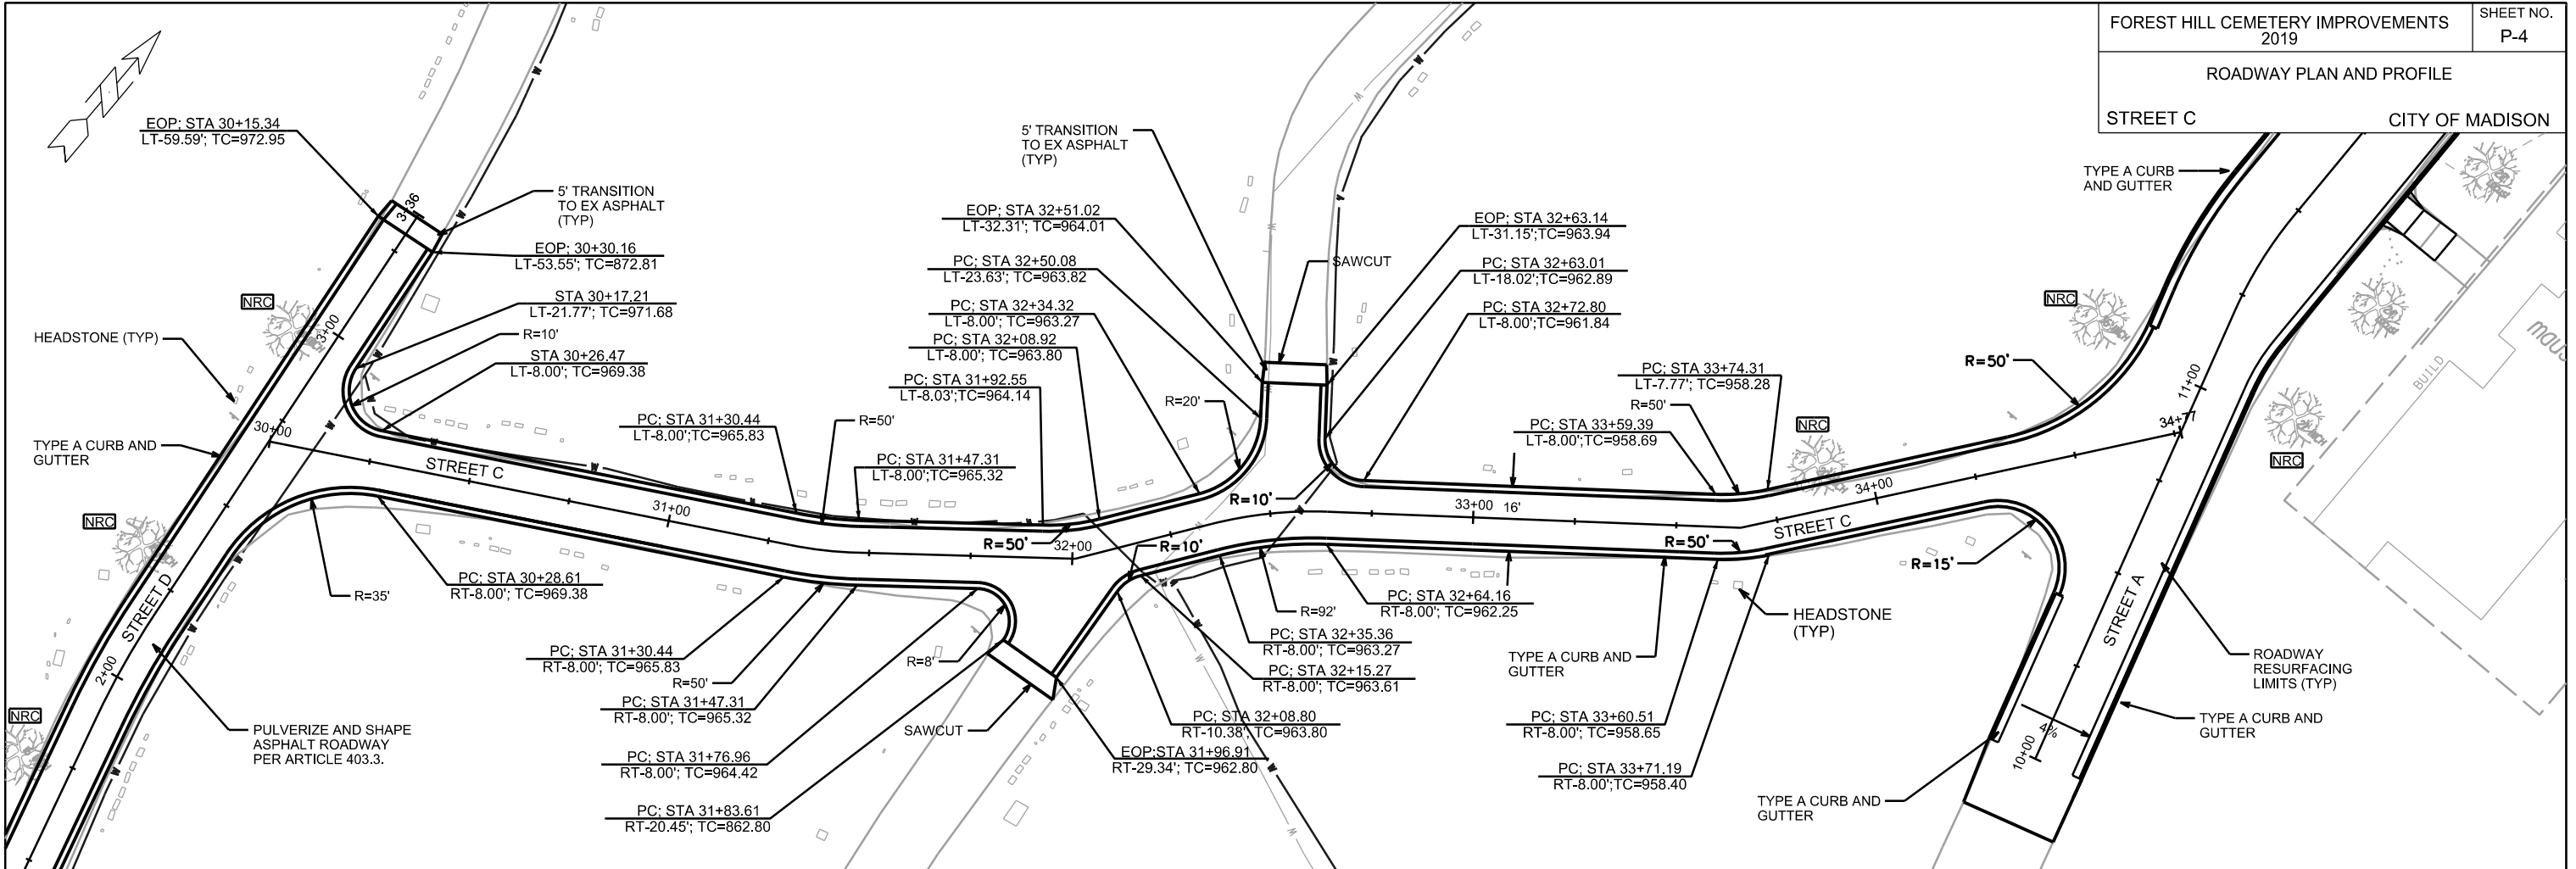 FOREST HILL CEMETERY IMPROVEMENTS
2019
SHEET NO.
P-4
ROADWAY PLAN AND PROFILE
STREET C
CITY OF MADISON
EOP; STA 30+15.34
LT-59.59'; TC=972.95
5' TRANSITION
TO EX ASPHALT
(TYP)
EOP; 30+30.16
LT-53.55'; TC=872.81
STA 30+17.21
LT-21.77'; TC=971.68
R=10'
STA 30+26.47
LT-8.00'; TC=969.38
NRC
HEADSTONE (TYP)
TYPE A CURB AND
GUTTER
3+36
3+00
30+00
STREET C
NRC
STREET D
2+00
NRC
R=35'
PC; STA 30+28.61
RT-8.00'; TC=969.38
PULVERIZE AND SHAPE
ASPHALT ROADWAY
PER ARTICLE 403.3.
PC; STA 31+30.44
LT-8.00';TC=965.83
R=50'
PC; STA 31+47.31
LT-8.00';TC=965.32
31+00
PC; STA 31+30.44
RT-8.00'; TC=965.83
R=50'
PC; STA 31+47.31
RT-8.00'; TC=965.32
PC; STA 31+76.96
RT-8.00'; TC=964.42
PC; STA 31+83.61
RT-20.45'; TC=862.80
5' TRANSITION
TO EX ASPHALT
(TYP)
EOP; STA 32+51.02
LT-32.31'; TC=964.01
PC; STA 32+50.08
LT-23.63'; TC=963.82
PC; STA 32+34.32
LT-8.00'; TC=963.27
PC; STA 32+08.92
LT-8.00'; TC=963.80
PC; STA 31+92.55
LT-8.03';TC=964.14
R=20'
SAWCUT
EOP; STA 32+63.14
LT-31.15';TC=963.94
PC; STA 32+63.01
LT-18.02';TC=962.89
PC; STA 32+72.80
LT-8.00';TC=961.84
R=10'
R=50'
32+00
R=10'
R=8'
SAWCUT
R=92'
PC; STA 32+64.16
RT-8.00'; TC=962.25
PC; STA 32+35.36
RT-8.00'; TC=963.27
PC; STA 32+15.27
RT-8.00'; TC=963.61
PC; STA 32+08.80
RT-10.38'; TC=963.80
EOP;STA 31+96.91
RT-29.34'; TC=962.80
33+00
16'
PC; STA 33+74.31
LT-7.77'; TC=958.28
R=50'
PC; STA 33+59.39
LT-8.00';TC=958.69
NRC
R=50'
STREET C
34+00
HEADSTONE
(TYP)
TYPE A CURB AND
GUTTER
PC; STA 33+60.51
RT-8.00'; TC=958.65
PC; STA 33+71.19
RT-8.00';TC=958.40
TYPE A CURB
AND GUTTER
NRC
R=50'
11+00
34+77
NRC
R=15'
STREET A
ROADWAY
RESURFACING
LIMITS (TYP)
TYPE A CURB AND
GUTTER
4%
10+00
TYPE A CURB AND
GUTTER
BUILD